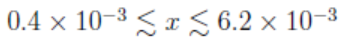 0.4 × 10⁻³ ≲ x ≲ 6.2 × 10⁻³